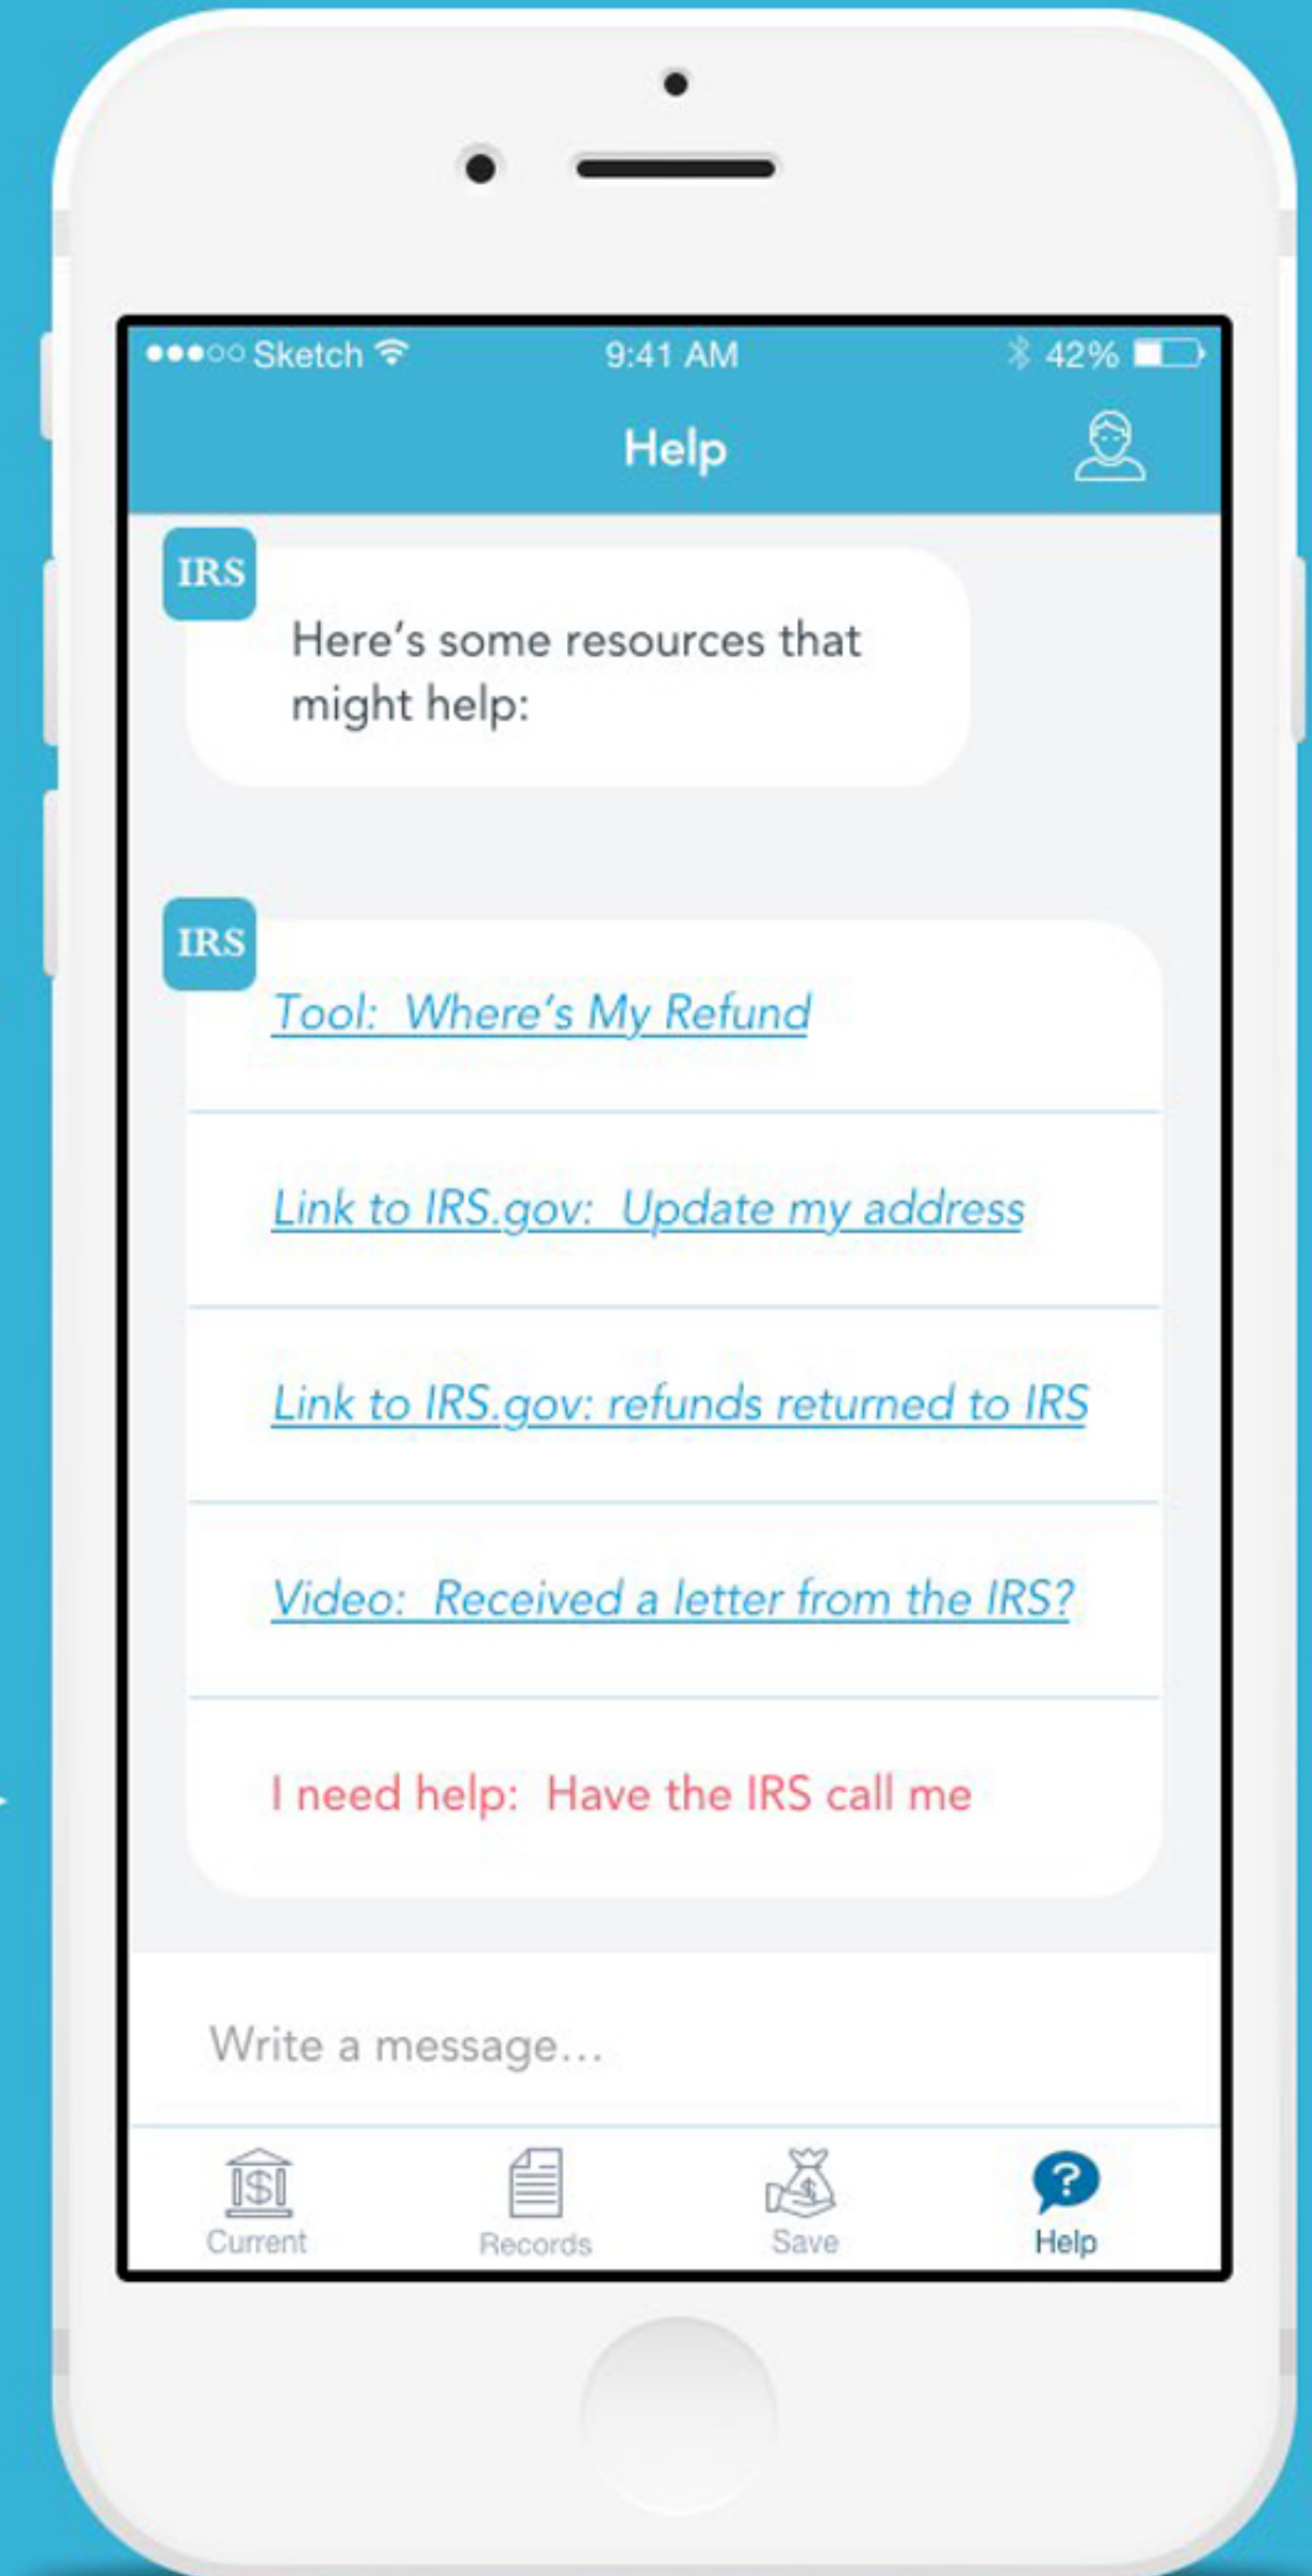 Sketch 9:41 AM 42%
Help
IRS
Here's some resources that
might help:
IRS
Tool: Where's My Refund
Link to IRS.gov: Update my address
Link to IRS.gov: refunds returned to IRS
Video: Received a letter from the IRS?
I need help: Have the IRS call me
Write a message...
$ $ ?
Current Records Save Help